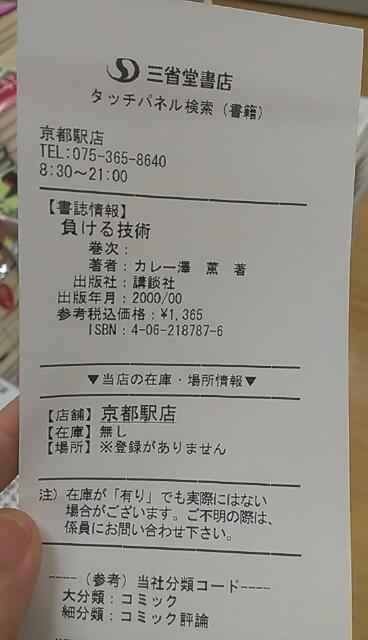 三省堂書店
タッチパネル検索(書籍)
京都駅店
TEL:075-365-8640
8:30～21:00
【書誌情報】
負ける技術
巻次:
著者:カレー澤 薫 著
出版社:講談社
出版年月:2000/00
参考税込価格:¥1,365
ISBN:4-06-218787-6
▼当店の在庫・場所情報▼
【店舗】京都駅店
【在庫】無し
【場所】※登録がありません
注)在庫が「有り」でも実際にはない
場合がございます。ご不明の際は、
係員にお問い合わせ下さい。
----(参考)当社分類コード----
大分類:コミック
細分類:コミック評論